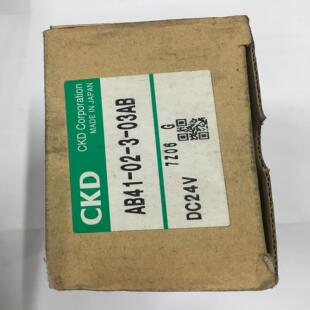 CKD
CKD Corporation
MADE IN JAPAN
AB41-02-3-03AB
7Z06 G
DC24V